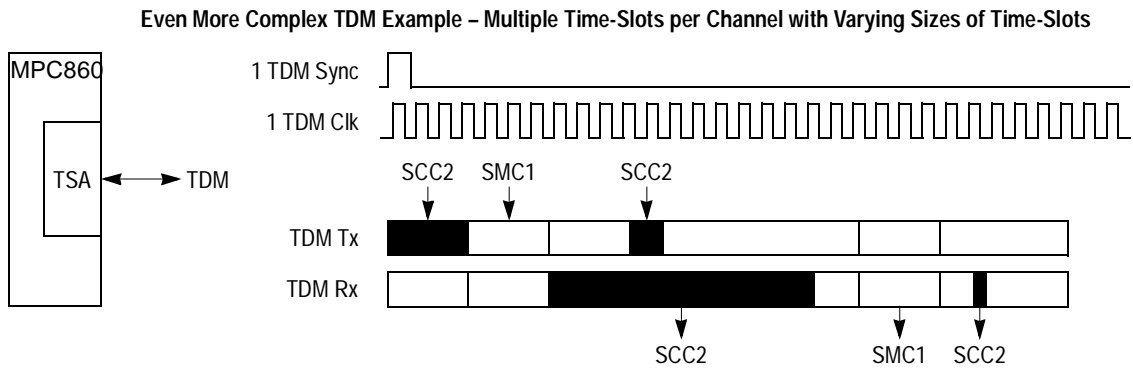 Even More Complex TDM Example – Multiple Time-Slots per Channel with Varying Sizes of Time-Slots
MPC860
1 TDM Sync
1 TDM Clk
TSA
TDM
SCC2
SMC1
SCC2
TDM Tx
TDM Rx
SCC2
SMC1
SCC2